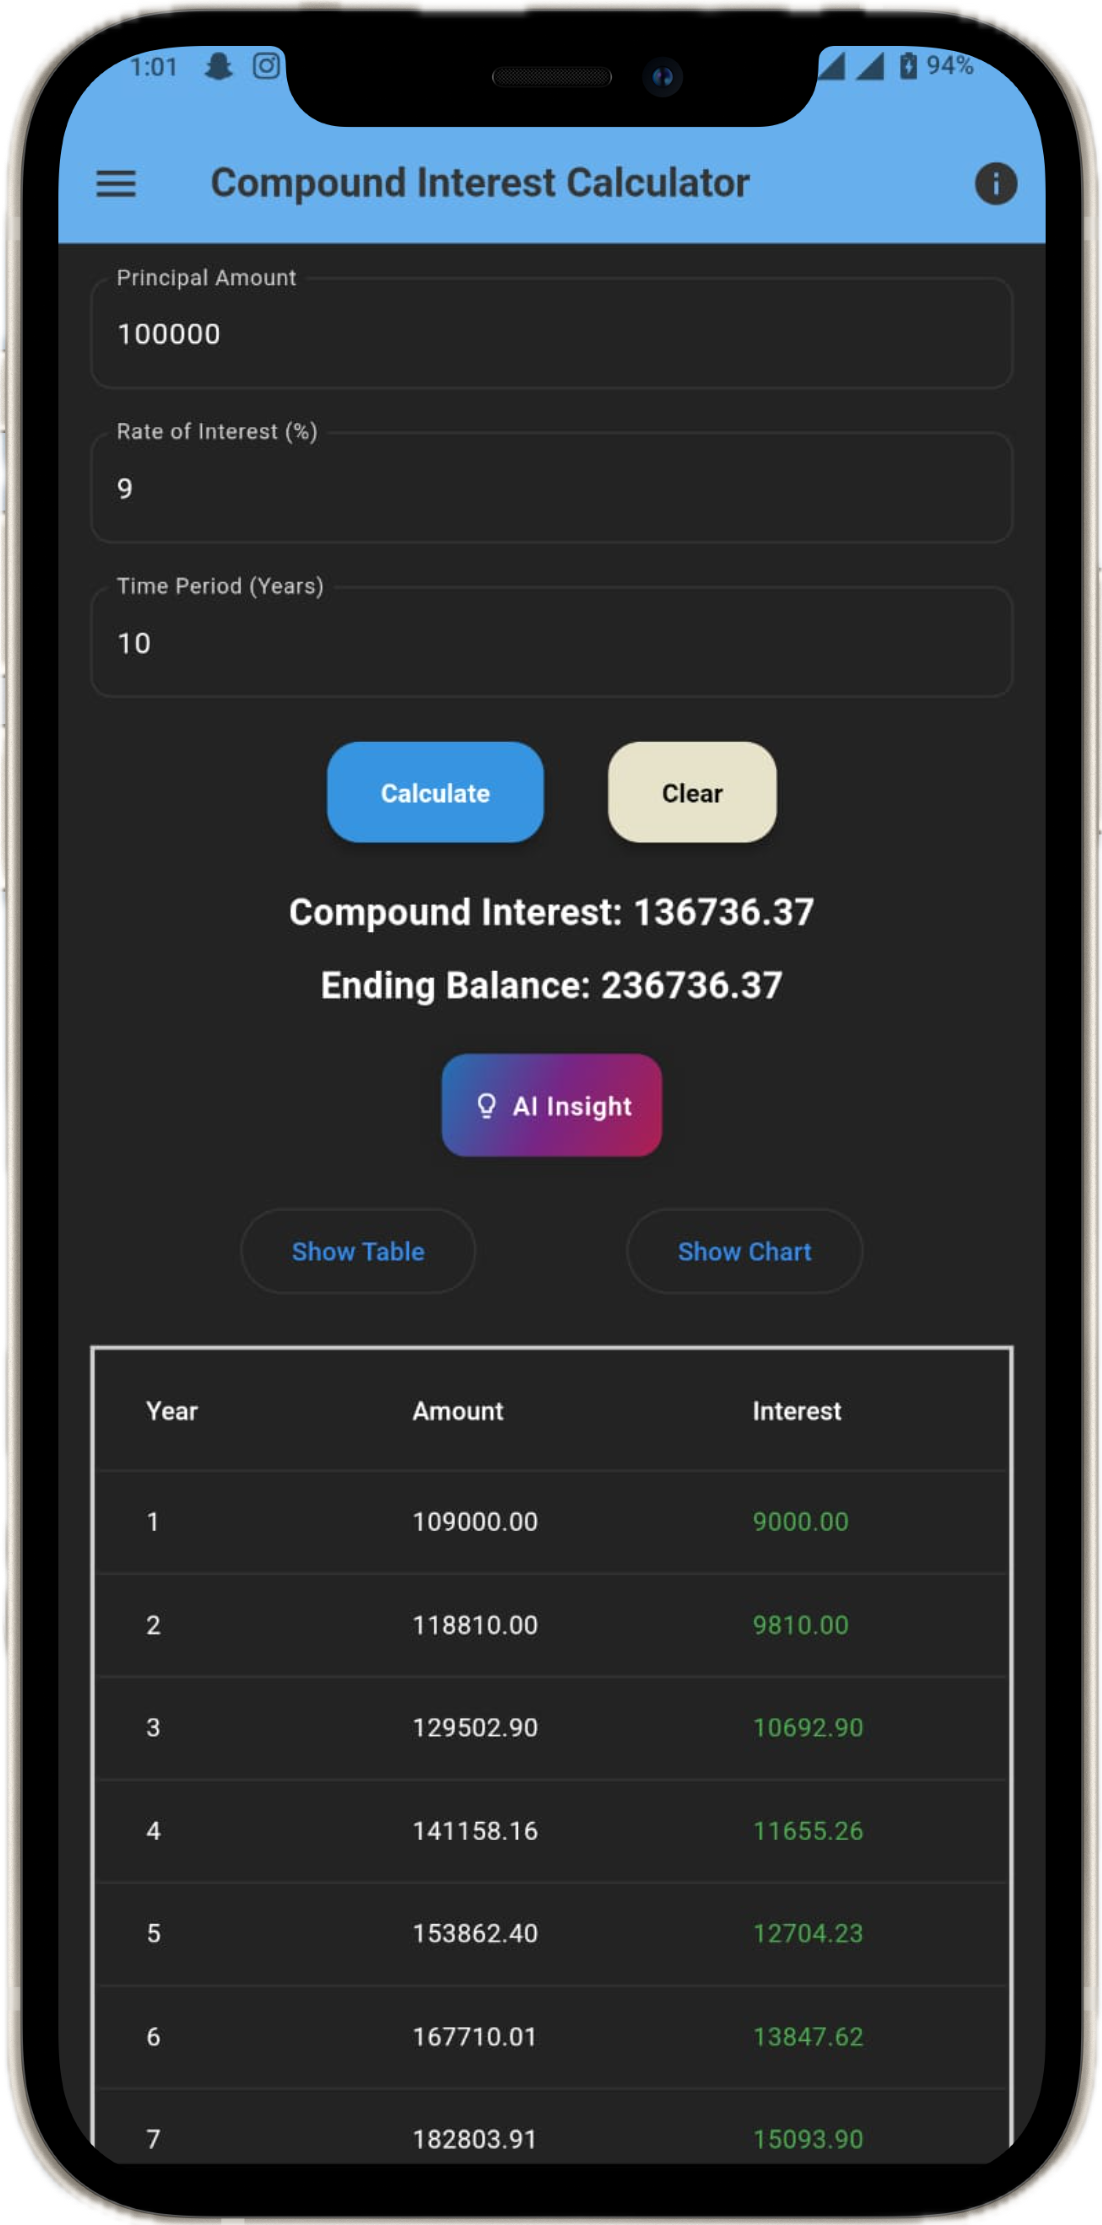 1:01 94%
Compound Interest Calculator
Principal Amount
100000
Rate of Interest (%)
9
Time Period (Years)
10
Calculate Clear
Compound Interest: 136736.37
Ending Balance: 236736.37
AI Insight
Show Table Show Chart
Year Amount Interest
1 109000.00 9000.00
2 118810.00 9810.00
3 129502.90 10692.90
4 141158.16 11655.26
5 153862.40 12704.23
6 167710.01 13847.62
7 182803.91 15093.90